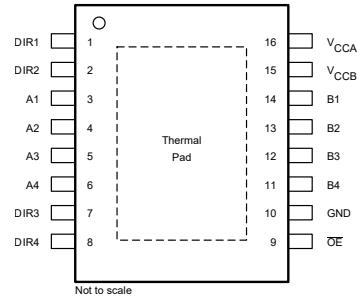 DIR1 1 16 VCCA
DIR2 2 15 VCCB
A1 3 14 B1
A2 4 13 B2
A3 5 12 B3
A4 6 11 B4
DIR3 7 10 GND
DIR4 8 9 O̅E̅
Thermal
Pad
Not to scale